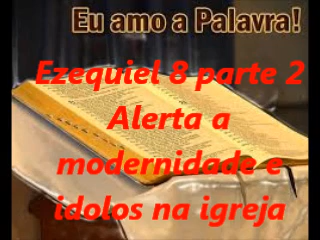 Eu amo a Palavra!
Ezequiel 8 parte 2
Alerta a
modernidade e
idolos na igreja